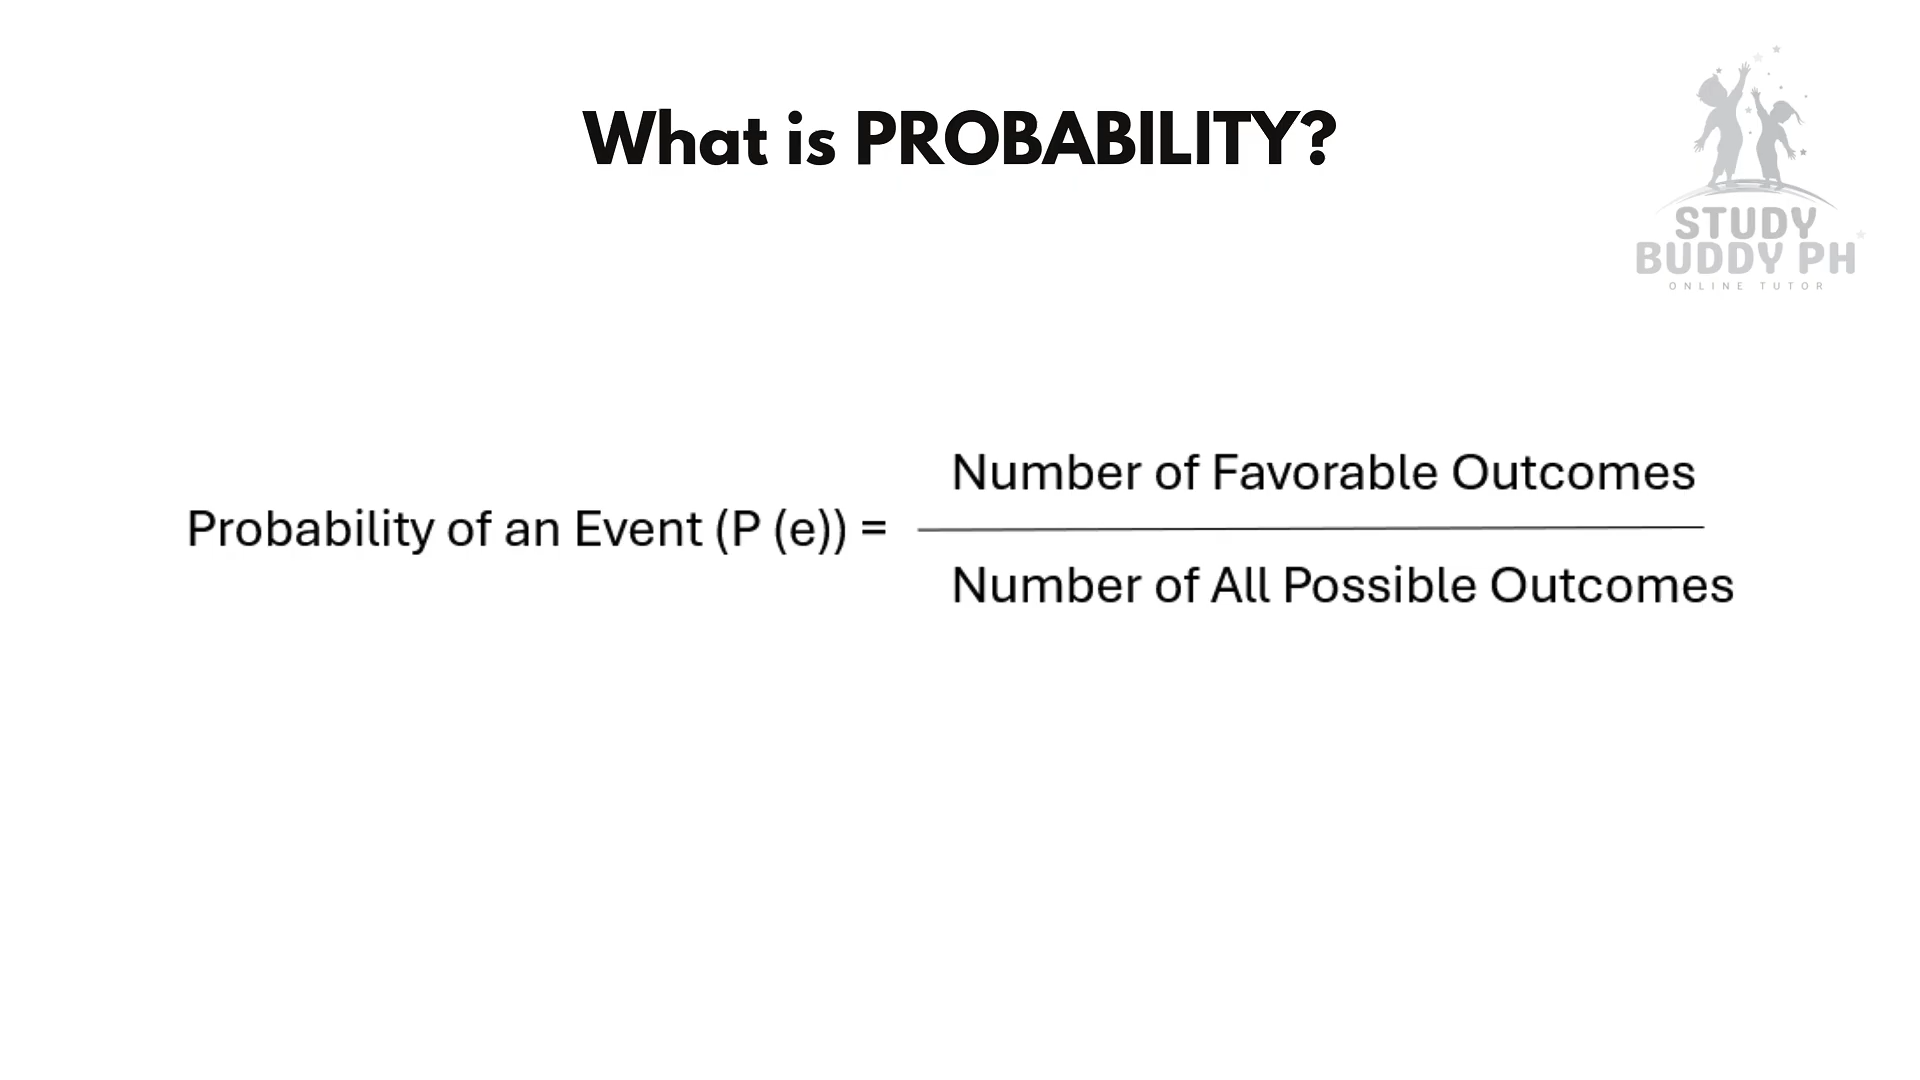 What is PROBABILITY?
STUDY
BUDDY PH
ONLINE TUTOR
Number of Favorable Outcomes
Probability of an Event (P (e)) =
Number of All Possible Outcomes